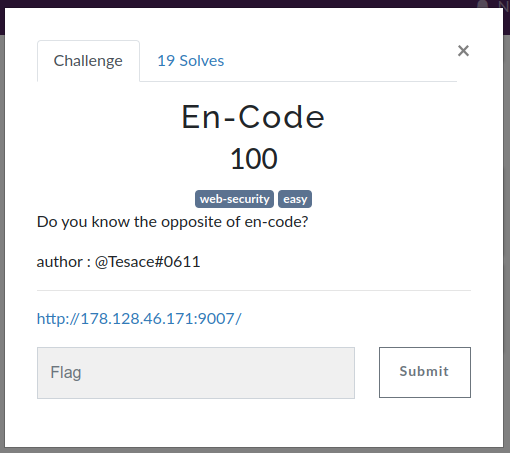 N
Challenge
19 Solves
×
En-Code
100
web-security easy
Do you know the opposite of en-code?
author : @Tesace#0611
http://178.128.46.171:9007/
Flag
Submit